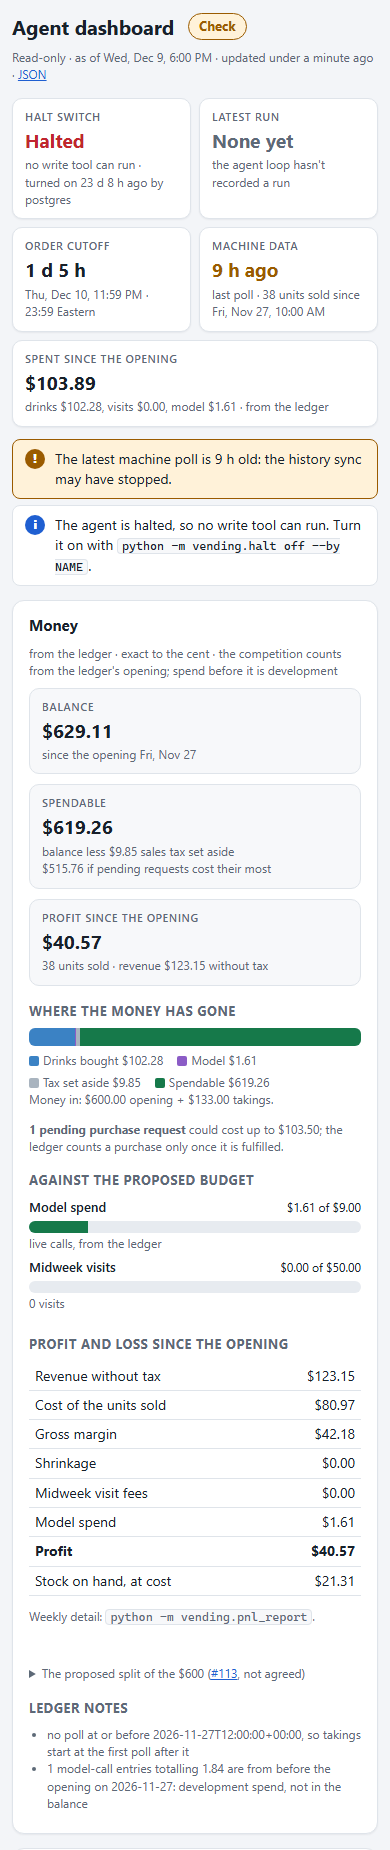 Agent dashboard
Check
Read-only · as of Wed, Dec 9, 6:00 PM · updated under a minute ago
· JSON
HALT SWITCH
Halted
no write tool can run ·
turned on 23 d 8 h ago by
postgres
LATEST RUN
None yet
the agent loop hasn't
recorded a run
ORDER CUTOFF
1 d 5 h
Thu, Dec 10, 11:59 PM ·
23:59 Eastern
MACHINE DATA
9 h ago
last poll · 38 units sold since
Fri, Nov 27, 10:00 AM
SPENT SINCE THE OPENING
$103.89
drinks $102.28, visits $0.00, model $1.61 · from the ledger
! The latest machine poll is 9 h old: the history sync
may have stopped.
i The agent is halted, so no write tool can run. Turn
it on with python -m vending.halt off --by
NAME.
Money
from the ledger · exact to the cent · the competition counts
from the ledger's opening; spend before it is development
BALANCE
$629.11
since the opening Fri, Nov 27
SPENDABLE
$619.26
balance less $9.85 sales tax set aside
$515.76 if pending requests cost their most
PROFIT SINCE THE OPENING
$40.57
38 units sold · revenue $123.15 without tax
WHERE THE MONEY HAS GONE
Drinks bought $102.28 Model $1.61
Tax set aside $9.85 Spendable $619.26
Money in: $600.00 opening + $133.00 takings.
1 pending purchase request could cost up to $103.50; the
ledger counts a purchase only once it is fulfilled.
AGAINST THE PROPOSED BUDGET
Model spend $1.61 of $9.00
live calls, from the ledger
Midweek visits $0.00 of $50.00
0 visits
PROFIT AND LOSS SINCE THE OPENING
Revenue without tax $123.15
Cost of the units sold $80.97
Gross margin $42.18
Shrinkage $0.00
Midweek visit fees $0.00
Model spend $1.61
Profit $40.57
Stock on hand, at cost $21.31
Weekly detail: python -m vending.pnl_report.
▶ The proposed split of the $600 (#113, not agreed)
LEDGER NOTES
• no poll at or before 2026-11-27T12:00:00+00:00, so takings
start at the first poll after it
• 1 model-call entries totalling 1.84 are from before the
opening on 2026-11-27: development spend, not in the
balance